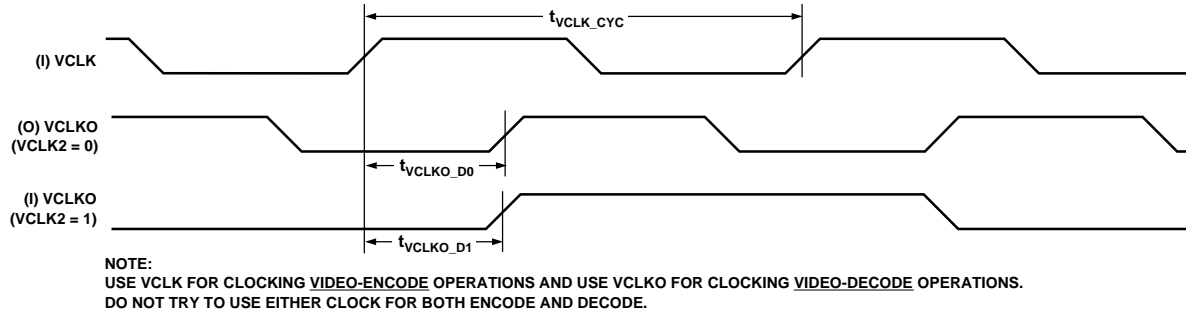 tVCLK_CYC
(I) VCLK
(O) VCLKO
(VCLK2 = 0)
tVCLKO_D0
(I) VCLKO
(VCLK2 = 1)
tVCLKO_D1
NOTE:
USE VCLK FOR CLOCKING VIDEO-ENCODE OPERATIONS AND USE VCLKO FOR CLOCKING VIDEO-DECODE OPERATIONS.
DO NOT TRY TO USE EITHER CLOCK FOR BOTH ENCODE AND DECODE.